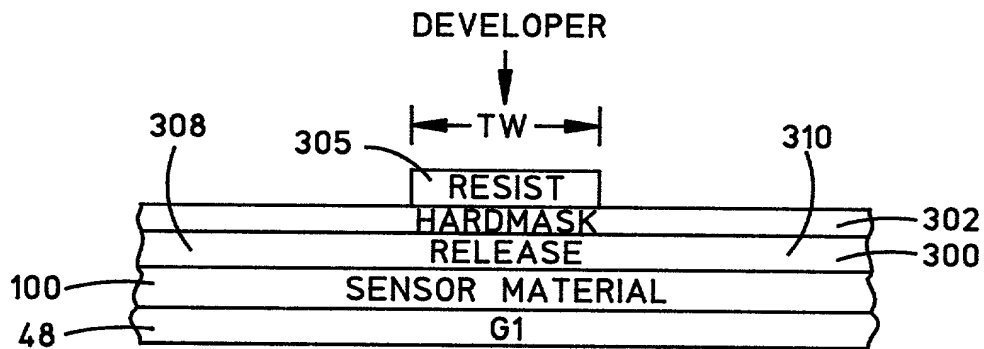 DEVELOPER
TW
308
305
310
RESIST
HARDMASK
302
RELEASE
300
100
SENSOR MATERIAL
48
G1